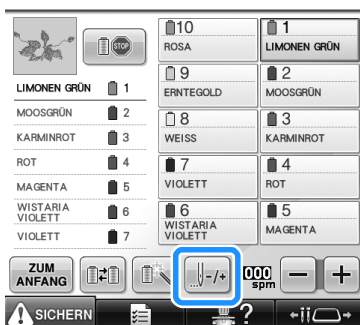 STOP
LIMONEN GRÜN 1
MOOSGRÜN 2
KARMINROT 3
ROT 4
MAGENTA 5
WISTARIA
VIOLETT 6
VIOLETT 7
10
ROSA
1
LIMONEN GRÜN
9
ERNTEGOLD
2
MOOSGRÜN
8
WEISS
3
KARMINROT
7
VIOLETT
4
ROT
6
WISTARIA
VIOLETT
5
MAGENTA
ZUM
ANFANG
-/+
000
spm
- +
SICHERN
?